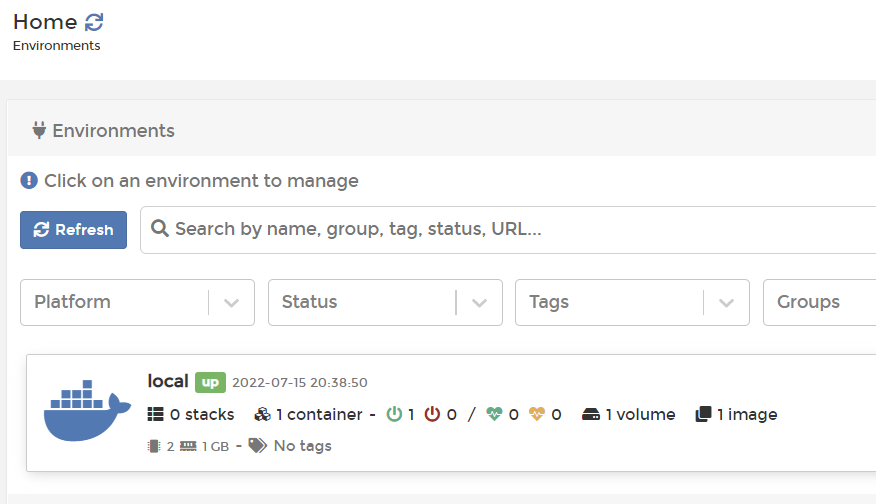 Home
Environments
Environments
Click on an environment to manage
Refresh
Search by name, group, tag, status, URL...
Platform
Status
Tags
Groups
local up 2022-07-15 20:38:50
0 stacks 1 container - 1 0 / 0 0 1 volume 1 image
2 1 GB - No tags